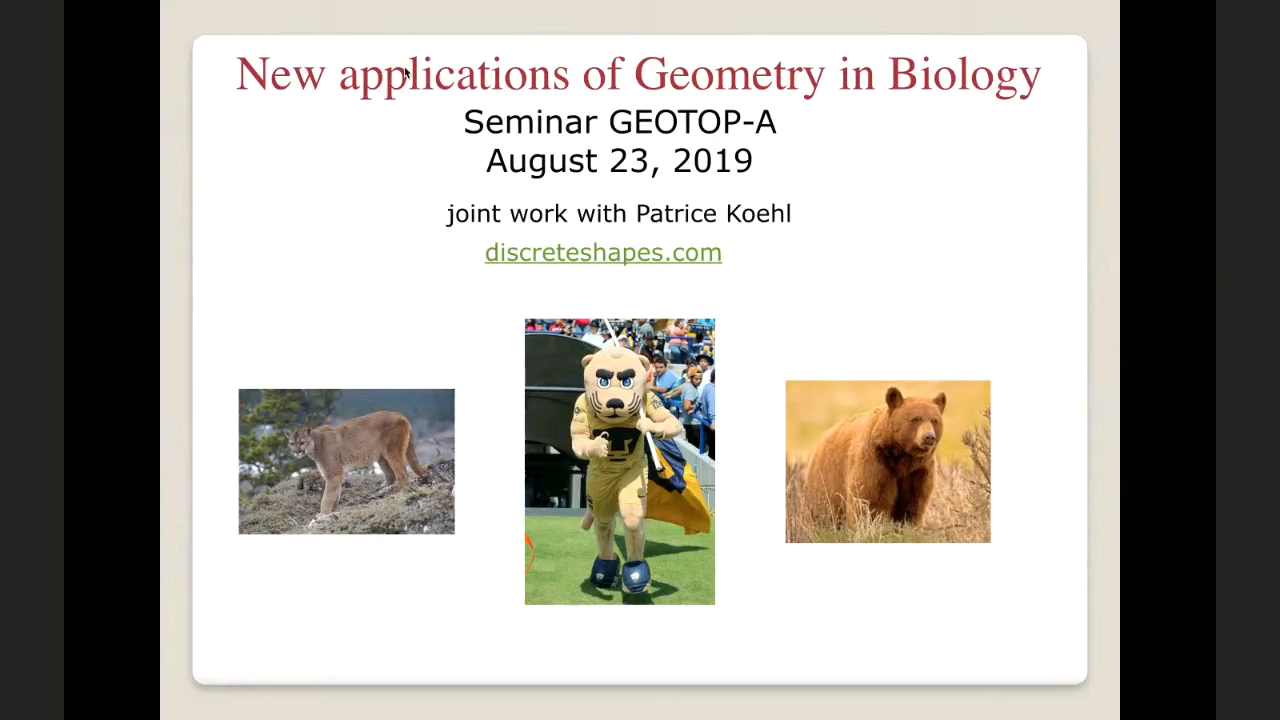 New applications of Geometry in Biology
Seminar GEOTOP-A
August 23, 2019
joint work with Patrice Koehl
discreteshapes.com